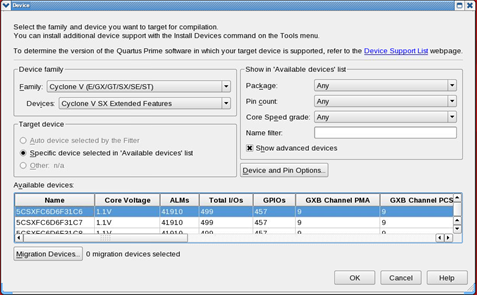 Device
Select the family and device you want to target for compilation.
You can install additional device support with the Install Devices command on the Tools menu.
To determine the version of the Quartus Prime software in which your target device is supported, refer to the Device Support List webpage.
Device family
Family: Cyclone V (E/GX/GT/SX/SE/ST)
Devices: Cyclone V SX Extended Features
Target device
Auto device selected by the Filter
Specific device selected in 'Available devices' list
Other: n/a
Show in 'Available devices' list
Package: Any
Pin count: Any
Core Speed grade: Any
Name filter:
Show advanced devices
Device and Pin Options...
Available devices:
Name Core Voltage ALMs Total I/Os GPIOs GXB Channel PMA GXB Channel PCS
5CSXFC6D6F31C6 1.1V 41910 499 457 9 9
5CSXFC6D6F31C7 1.1V 41910 499 457 9 9
5CSXFC6D6F31C8 1.1V 41910 499 457 9 9
Migration Devices... 0 migration devices selected
OK Cancel Help